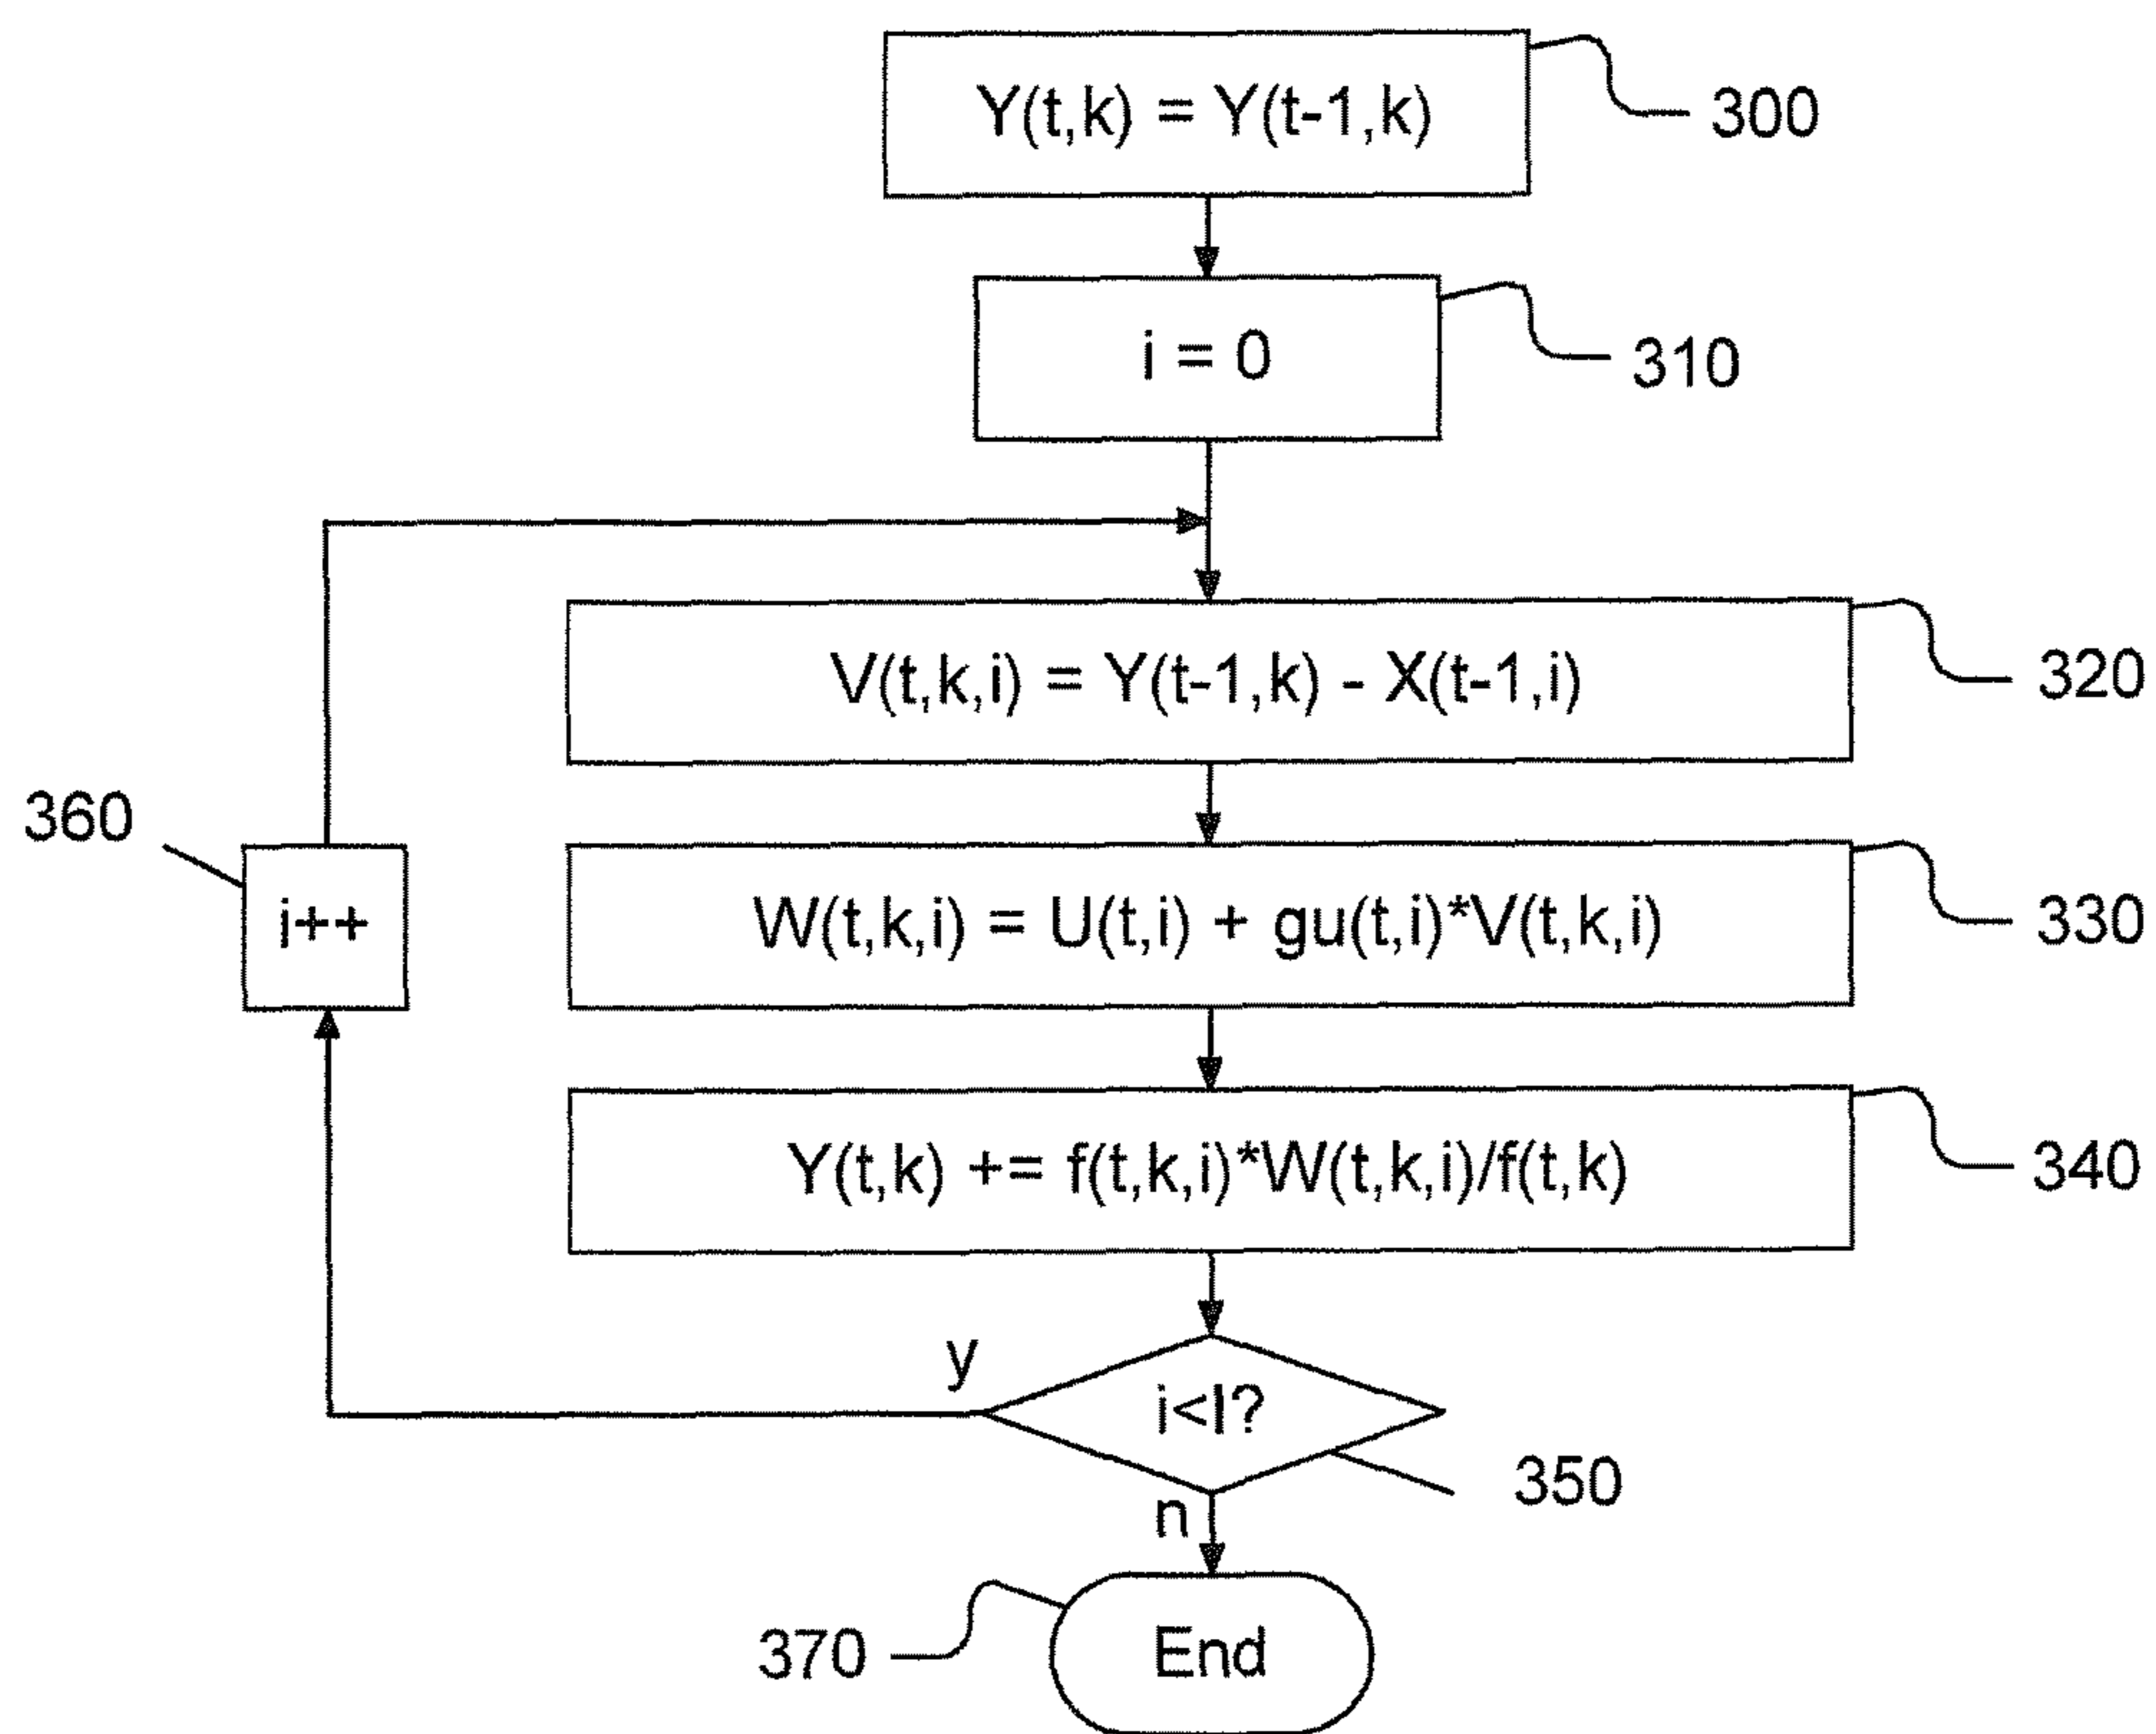 Y(t,k) = Y(t-1,k)
300
i = 0
310
V(t,k,i) = Y(t-1,k) - X(t-1,i)
320
360
i++
W(t,k,i) = U(t,i) + gu(t,i)*V(t,k,i)
330
Y(t,k) += f(t,k,i)*W(t,k,i)/f(t,k)
340
y
i<I?
350
n
370
End